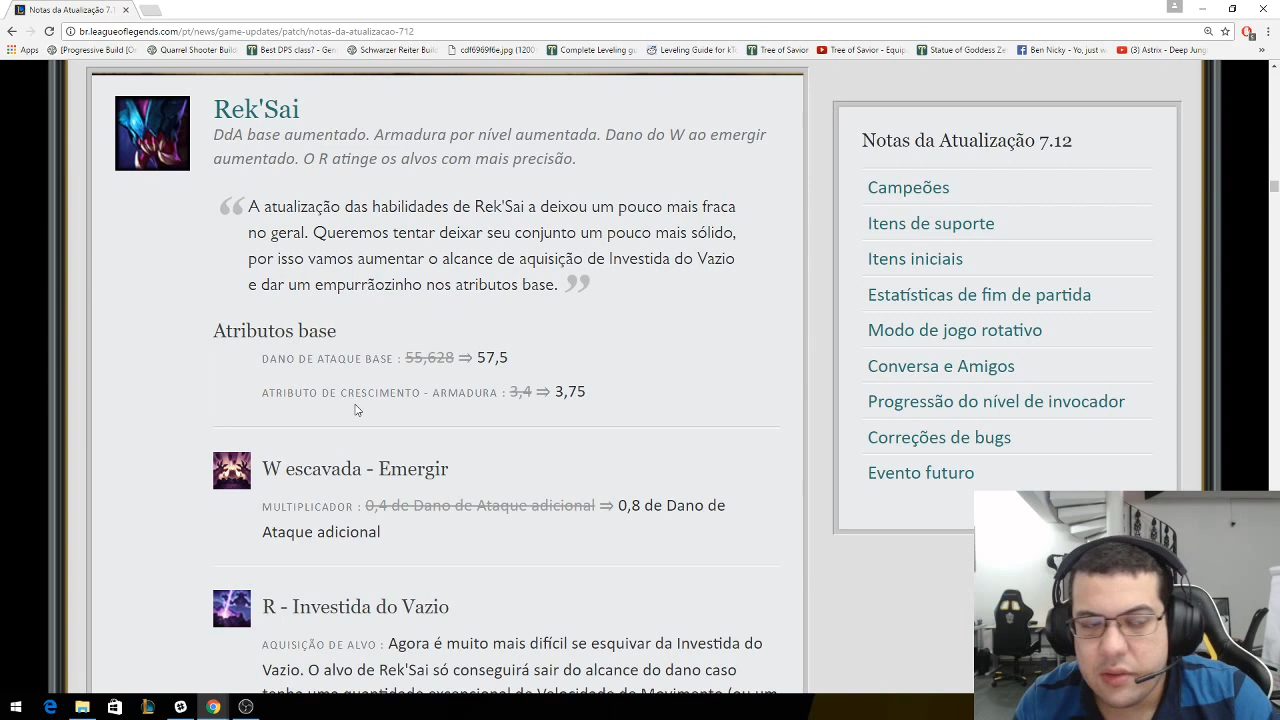 Notas da Atualização 7.1
br.leagueoflegends.com/pt/news/game-updates/patch/notas-da-atualizacao-712
Apps
[Progressive Build [O
Quarrel Shooter Build
Best DPS class? - Gen
Schwarzer Reiter Buil
cdf6969f6e.jpg (1200
Complete Leveling gu
Leveling Guide for kT
Tree of Savior
Tree of Savior - Equip
Statue of Goddess Ze
Ben Nicky - Yo, just w
(3) Astrix - Deep Jung
Rek'Sai
DdA base aumentado. Armadura por nível aumentada. Dano do W ao emergir
aumentado. O R atinge os alvos com mais precisão.
“ A atualização das habilidades de Rek'Sai a deixou um pouco mais fraca
no geral. Queremos tentar deixar seu conjunto um pouco mais sólido,
por isso vamos aumentar o alcance de aquisição de Investida do Vazio
e dar um empurrãozinho nos atributos base. ”
Atributos base
DANO DE ATAQUE BASE : 55,628 ⇒ 57,5
ATRIBUTO DE CRESCIMENTO - ARMADURA : 3,4 ⇒ 3,75
W escavada - Emergir
MULTIPLICADOR : 0,4 de Dano de Ataque adicional ⇒ 0,8 de Dano de
Ataque adicional
R - Investida do Vazio
AQUISIÇÃO DE ALVO : Agora é muito mais difícil se esquivar da Investida do
Vazio. O alvo de Rek'Sai só conseguirá sair do alcance do dano caso
tenha uma quantidade excepcional de Velocidade de Movimento (ou um
Notas da Atualização 7.12
Campeões
Itens de suporte
Itens iniciais
Estatísticas de fim de partida
Modo de jogo rotativo
Conversa e Amigos
Progressão do nível de invocador
Correções de bugs
Evento futuro